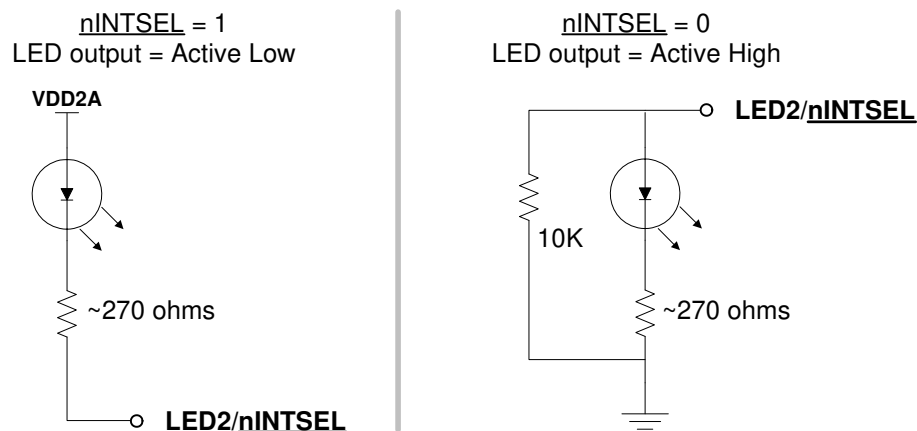 nINTSEL = 1
LED output = Active Low
VDD2A
~270 ohms
LED2/nINTSEL
nINTSEL = 0
LED output = Active High
LED2/nINTSEL
10K
~270 ohms